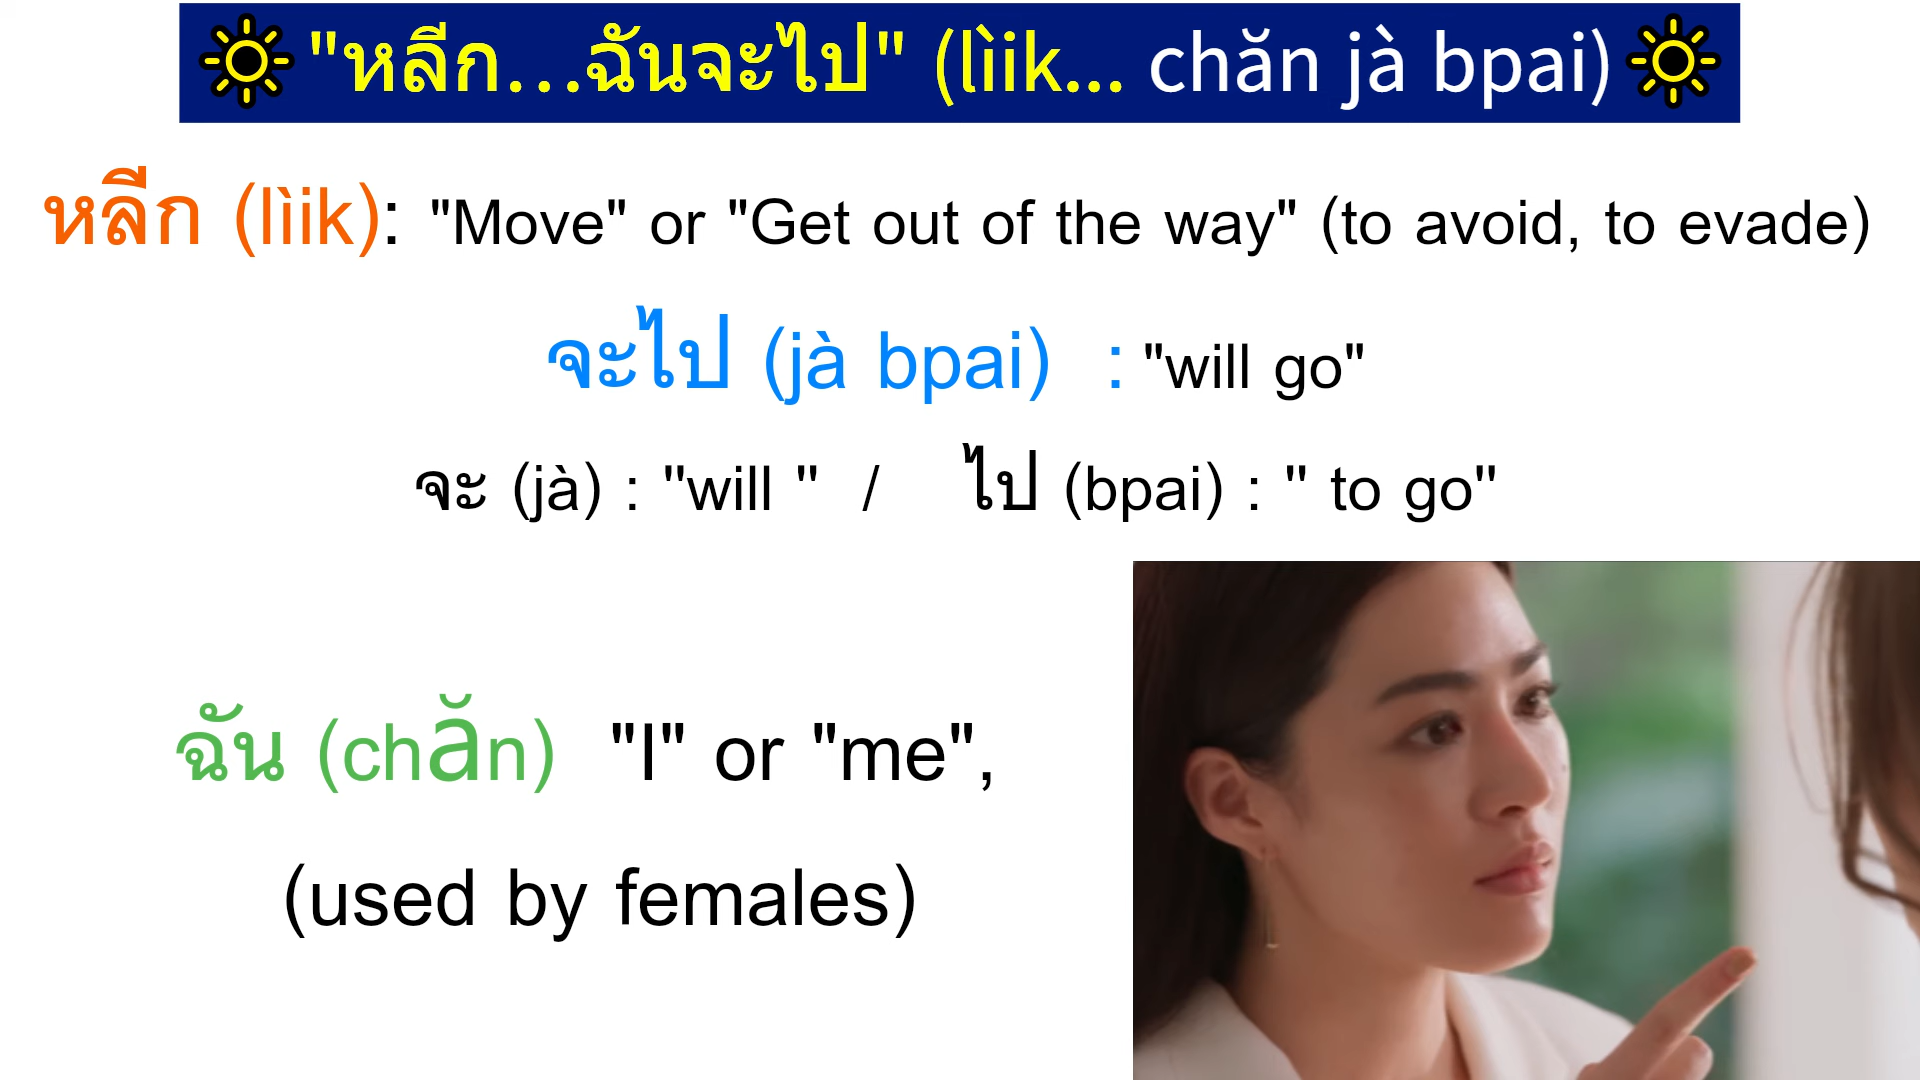 "หลีก...ฉันจะไป" (lìik... chăn jà bpai)
หลีก (lìik): "Move" or "Get out of the way" (to avoid, to evade)
จะไป (jà bpai) : "will go"
จะ (jà) : "will " / ไป (bpai) : " to go"
ฉัน (chăn) "I" or "me",
(used by females)